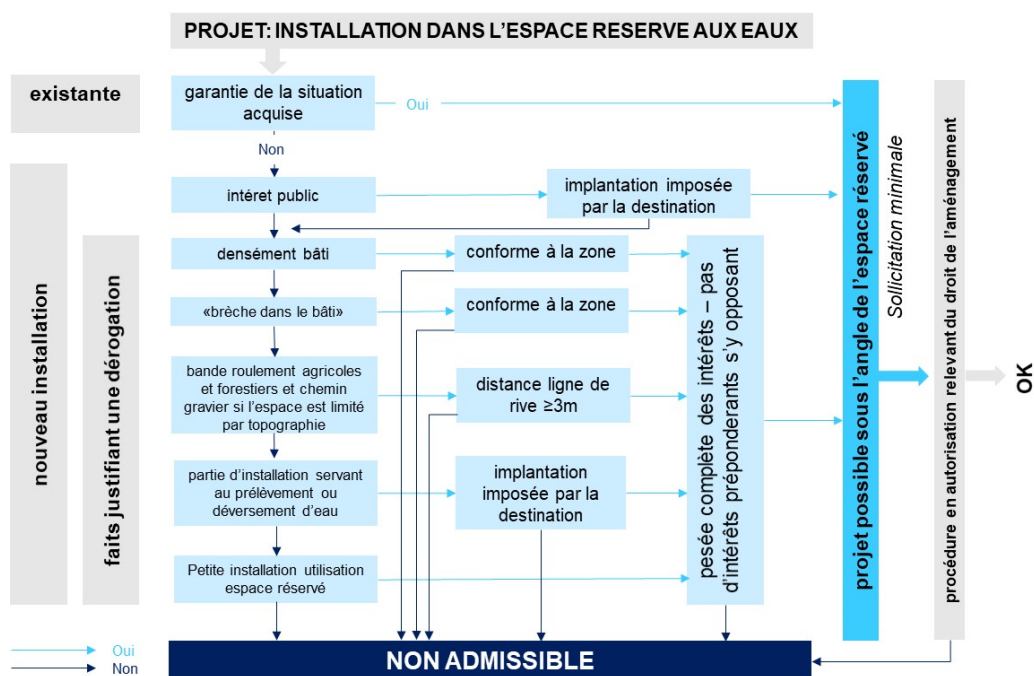 PROJET: INSTALLATION DANS L'ESPACE RESERVE AUX EAUX
existante
garantie de la situation
acquise
Oui
Non
nouveau installation
intéret public
implantation imposée
par la destination
faits justifiant une dérogation
densément bâti
conforme à la zone
«brèche dans le bâti»
conforme à la zone
bande roulement agricoles
et forestiers et chemin
gravier si l'espace est limité
par topographie
distance ligne de
rive ≥3m
partie d'installation servant
au prélèvement ou
déversement d'eau
implantation
imposée par la
destination
Petite installation utilisation
espace réservé
pesée complète des intérêts – pas
d'intérêts préponderants s'y opposant
projet possible sous l'angle de l'espace réservé
Sollicitation minimale
procédure en autorisation relevant du droit de l'aménagement
OK
Oui
Non
NON ADMISSIBLE